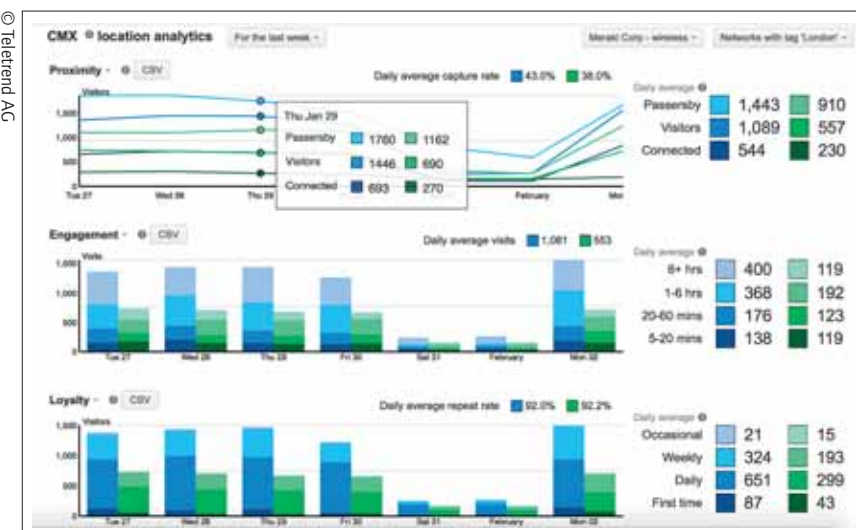 © Teletrend AG
CMX location analytics For the last week Meraki Corp - wireless Networks with tag 'London'
Proximity CSV Daily average capture rate 43.0% 38.0%
Visitors
1,500
1,000
500
0
Tue 27 Wed 28 Thu 29 February Mon
Thu Jan 29
Passersby 1760 1162
Visitors 1446 690
Connected 693 270
Daily average
Passersby 1,443 910
Visitors 1,089 557
Connected 544 230
Engagement CSV Daily average visits 1,081 553
Visits
1,500
1,000
500
0
Tue 27 Wed 28 Thu 29 Fri 30 Sat 31 February Mon 02
Daily average
6+ hrs 400 119
1-6 hrs 368 192
20-60 mins 176 123
5-20 mins 138 119
Loyalty CSV Daily average repeat rate 92.0% 92.2%
Visitors
1,500
1,000
500
0
Tue 27 Wed 28 Thu 29 Fri 30 Sat 31 February Mon 02
Daily average
Occasional 21 15
Weekly 324 193
Daily 651 299
First time 87 43